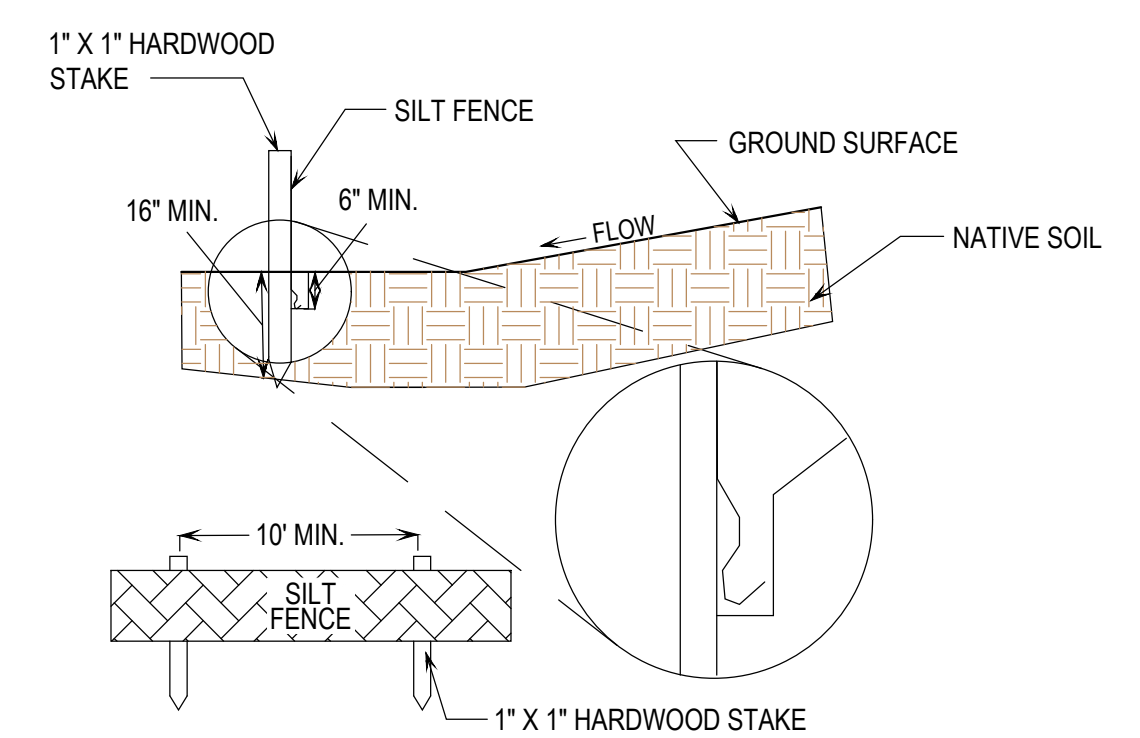 1" X 1" HARDWOOD
STAKE
SILT FENCE
GROUND SURFACE
16" MIN.
6" MIN.
FLOW
NATIVE SOIL
10' MIN.
SILT
FENCE
1" X 1" HARDWOOD STAKE